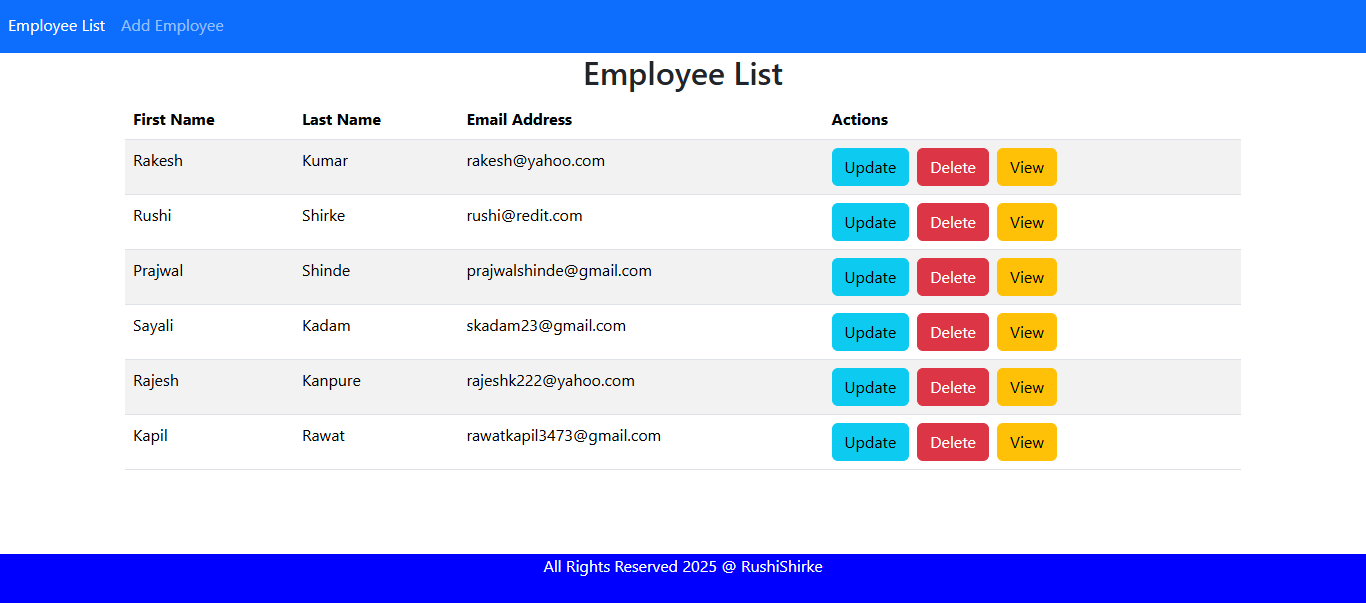 Employee List Add Employee
Employee List
First Name Last Name Email Address Actions
Rakesh Kumar rakesh@yahoo.com Update Delete View
Rushi Shirke rushi@redit.com Update Delete View
Prajwal Shinde prajwalshinde@gmail.com Update Delete View
Sayali Kadam skadam23@gmail.com Update Delete View
Rajesh Kanpure rajeshk222@yahoo.com Update Delete View
Kapil Rawat rawatkapil3473@gmail.com Update Delete View
All Rights Reserved 2025 @ RushiShirke